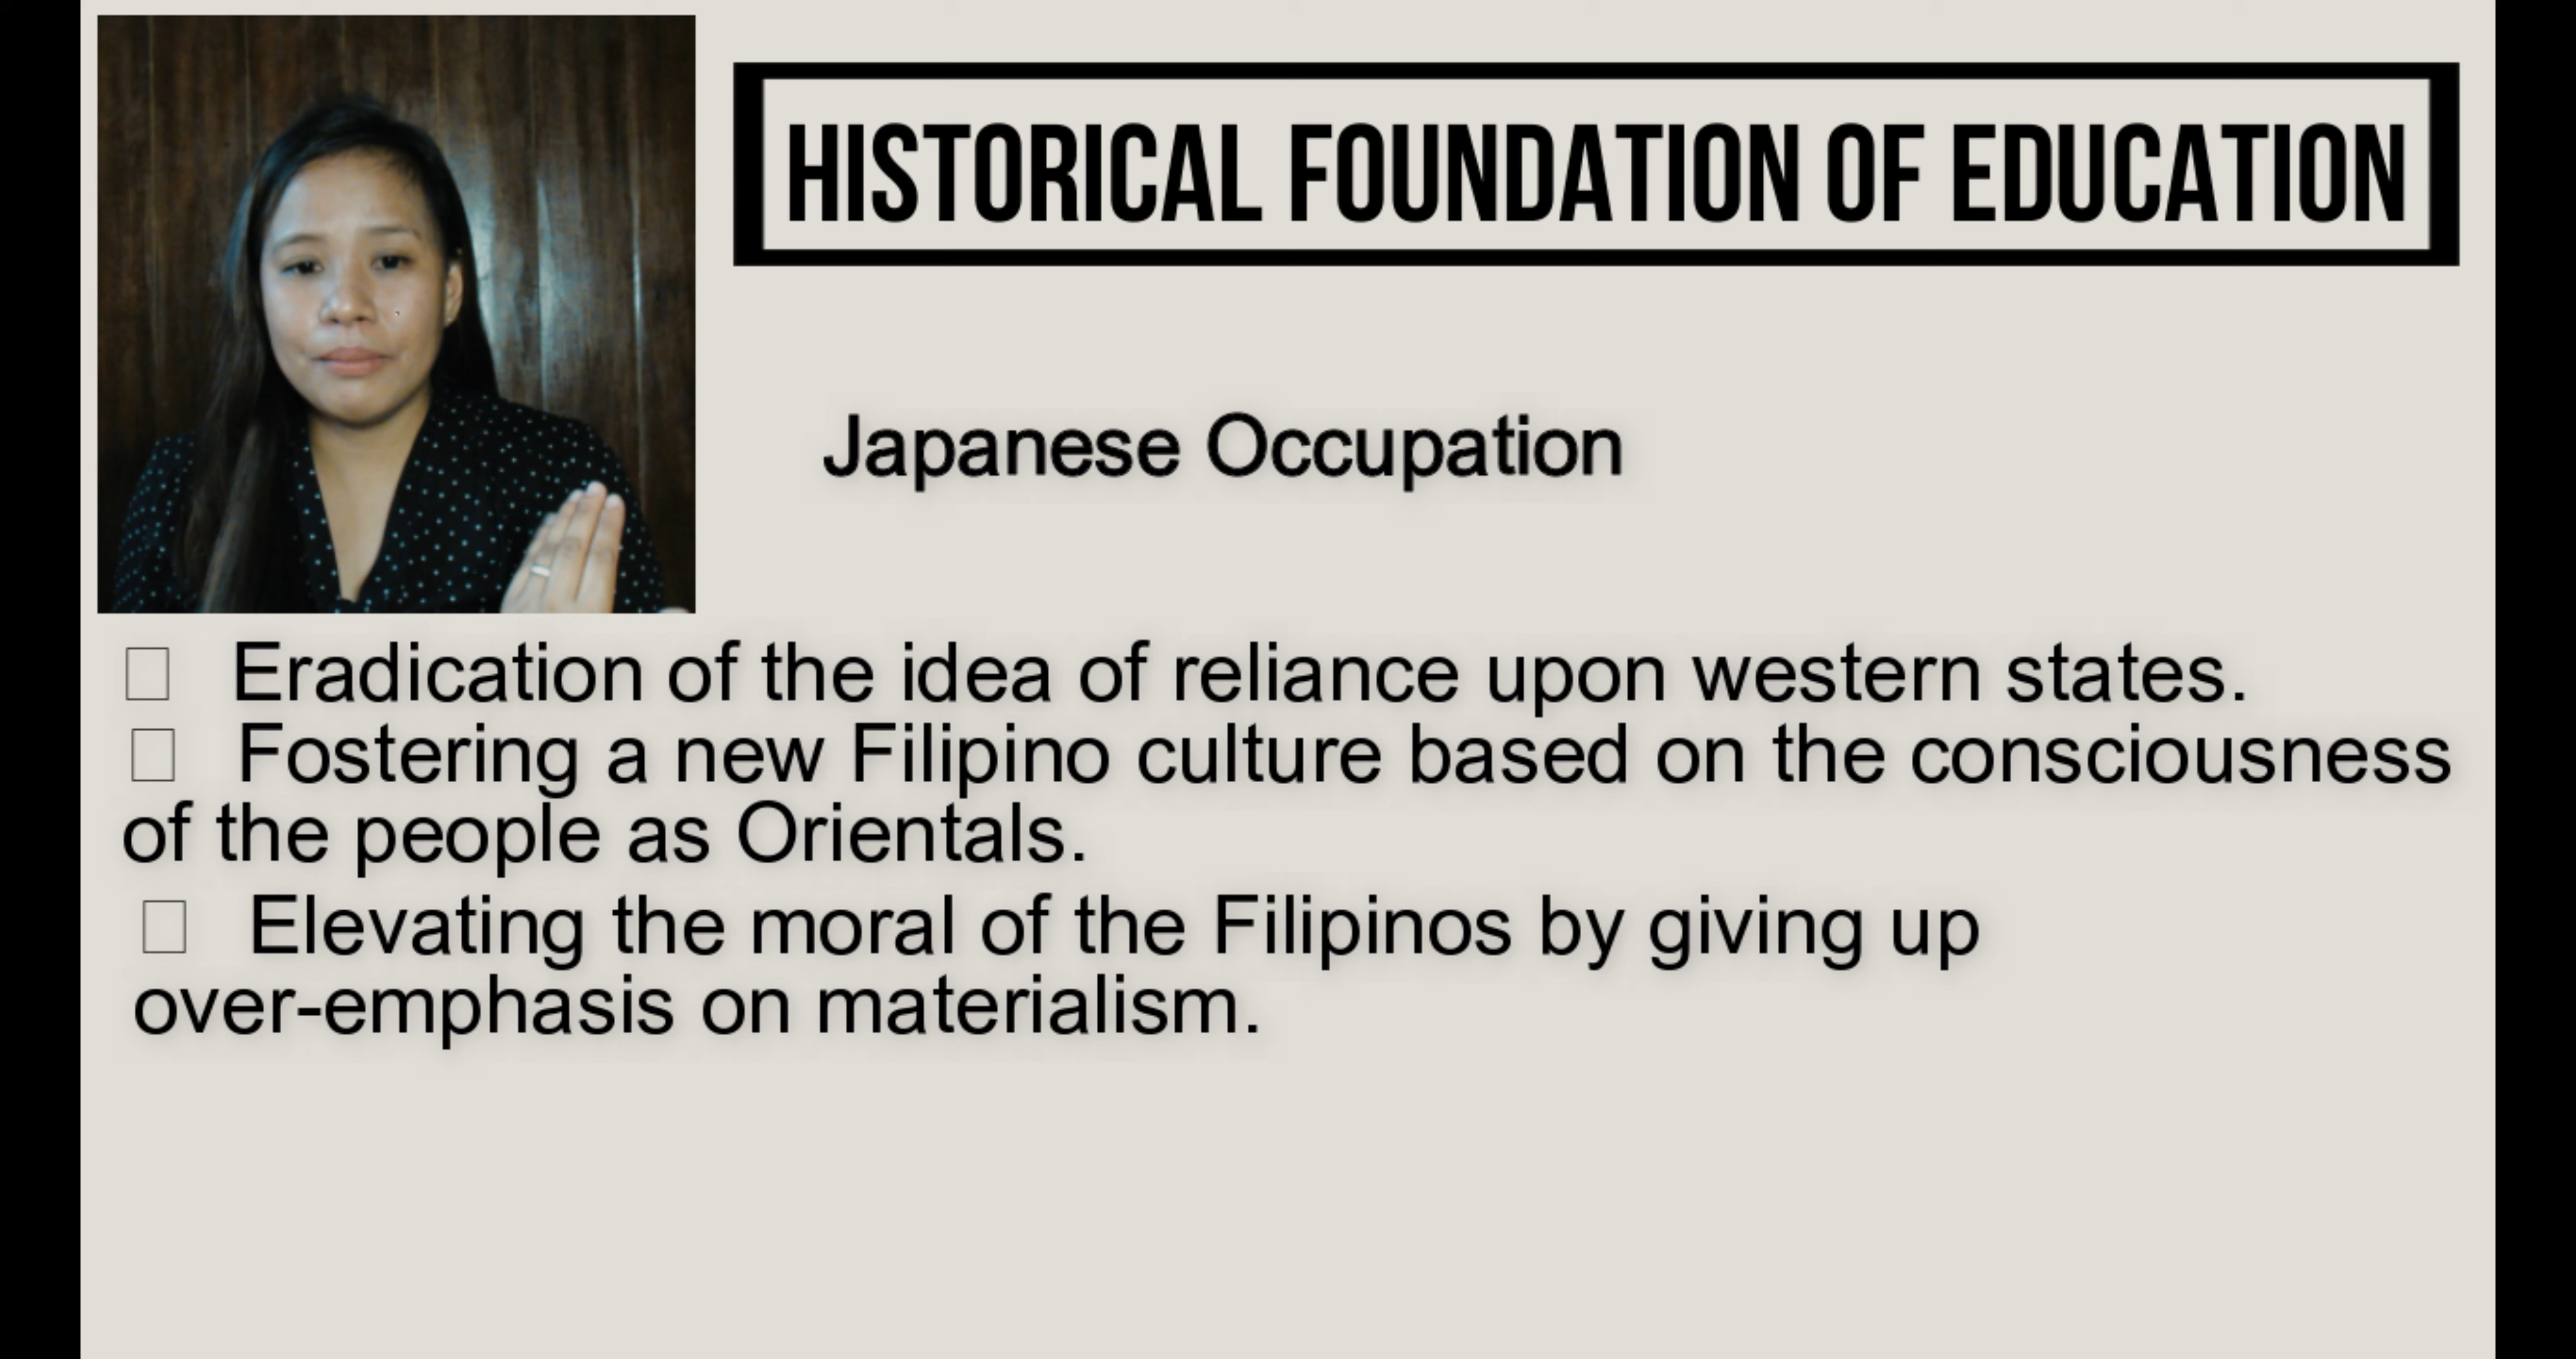 HISTORICAL FOUNDATION OF EDUCATION
Japanese Occupation
Eradication of the idea of reliance upon western states.
Fostering a new Filipino culture based on the consciousness
of the people as Orientals.
Elevating the moral of the Filipinos by giving up
over-emphasis on materialism.